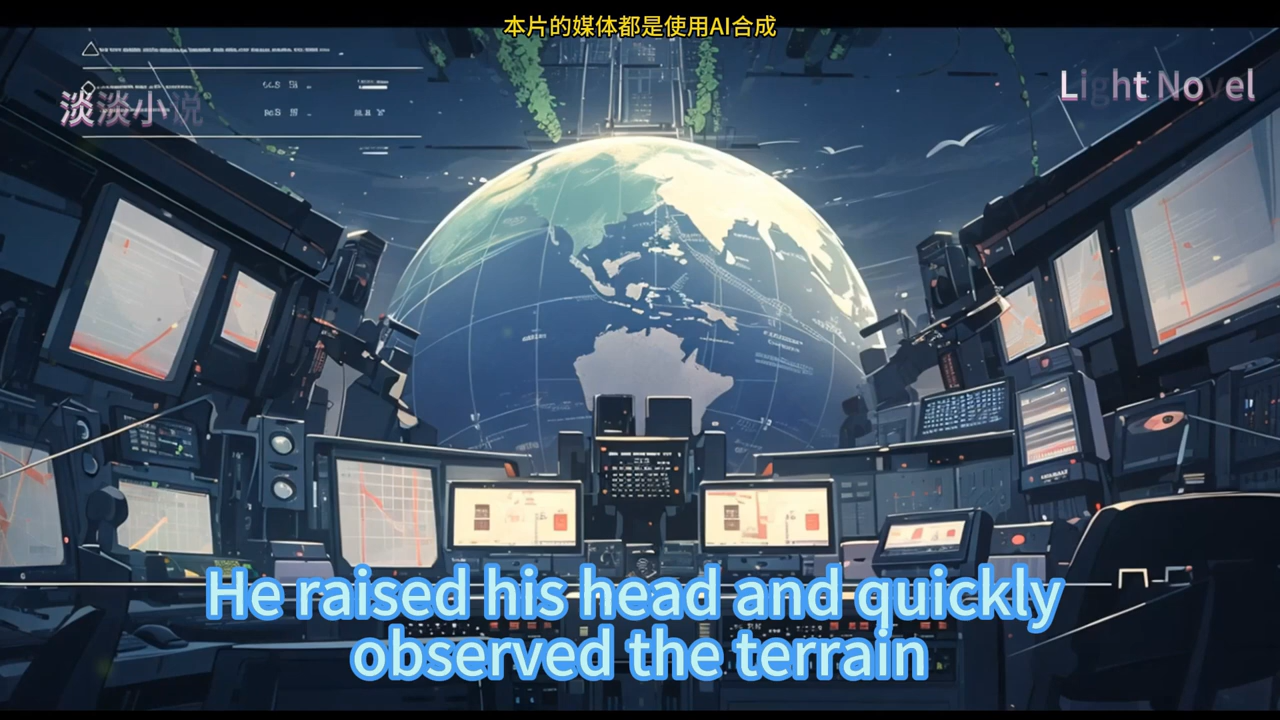 本片的媒体都是使用AI合成
淡淡小说
Light Novel
He raised his head and quickly
observed the terrain